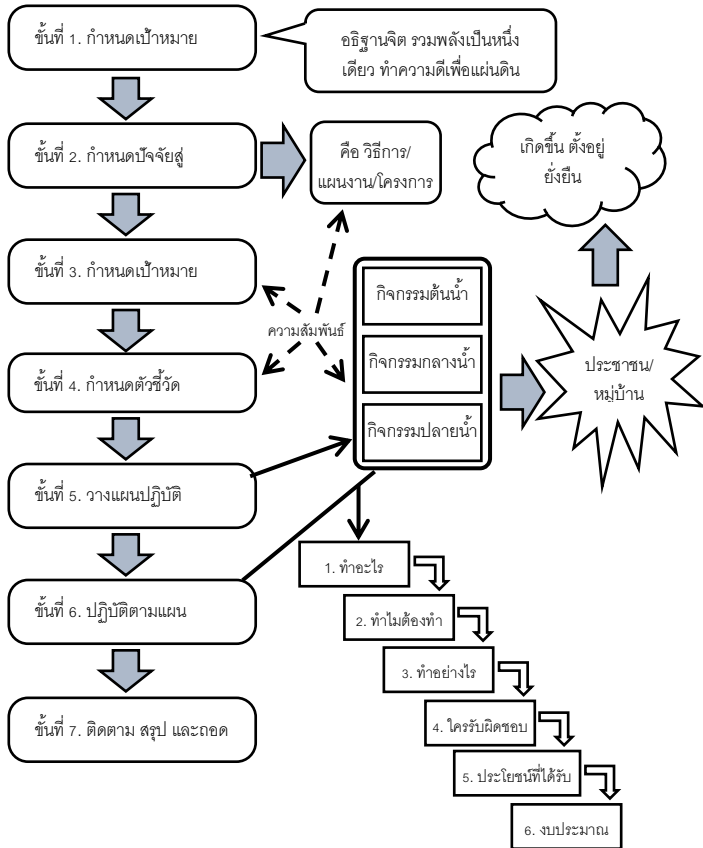 ขั้นที่ 1. กำหนดเป้าหมาย
อธิฐานจิต รวมพลังเป็นหนึ่ง
เดียว ทำความดีเพื่อแผ่นดิน
ขั้นที่ 2. กำหนดปัจจัยสู่
คือ วิธีการ/
แผนงาน/โครงการ
เกิดขึ้น ตั้งอยู่
ยั่งยืน
ขั้นที่ 3. กำหนดเป้าหมาย
ความสัมพันธ์
ขั้นที่ 4. กำหนดตัวชี้วัด
กิจกรรมต้นน้ำ
กิจกรรมกลางน้ำ
กิจกรรมปลายน้ำ
ประชาชน/
หมู่บ้าน
ขั้นที่ 5. วางแผนปฏิบัติ
ขั้นที่ 6. ปฏิบัติตามแผน
ขั้นที่ 7. ติดตาม สรุป และถอด
1. ทำอะไร
2. ทำไมต้องทำ
3. ทำอย่างไร
4. ใครรับผิดชอบ
5. ประโยชน์ที่ได้รับ
6. งบประมาณ